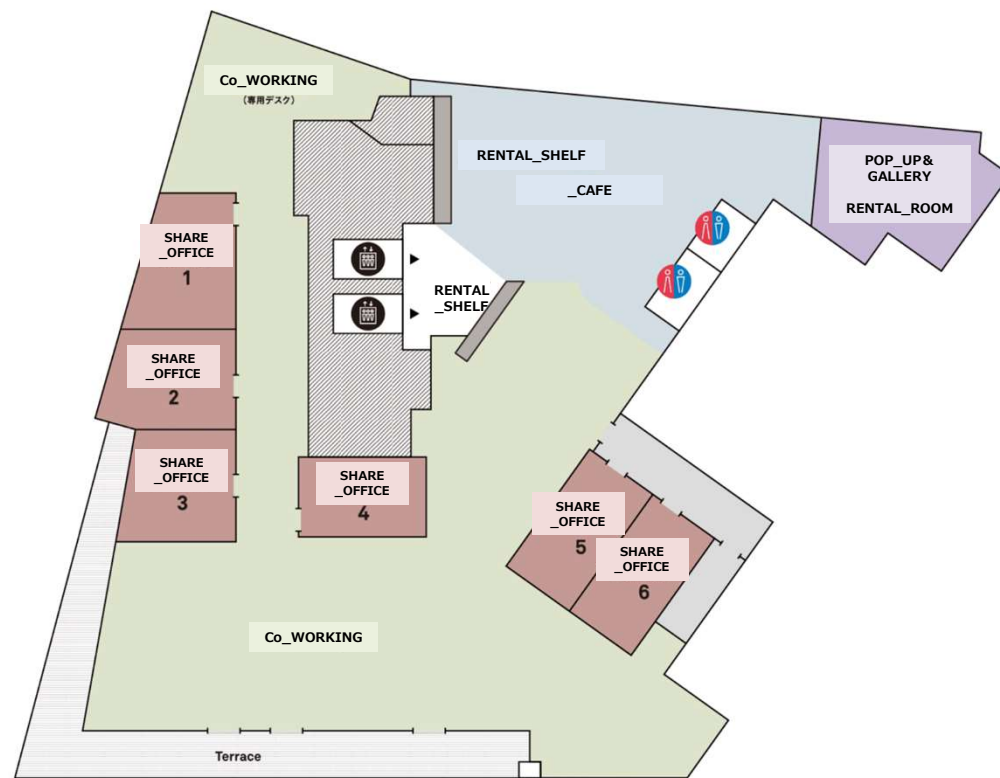 Co_WORKING
(専用デスク)
RENTAL_SHELF
_CAFE
POP_UP&
GALLERY
RENTAL_ROOM
SHARE
_OFFICE
1
RENTAL
_SHELF
SHARE
_OFFICE
2
SHARE
_OFFICE
3
SHARE
_OFFICE
4
SHARE
_OFFICE
5
SHARE
_OFFICE
6
Co_WORKING
Terrace